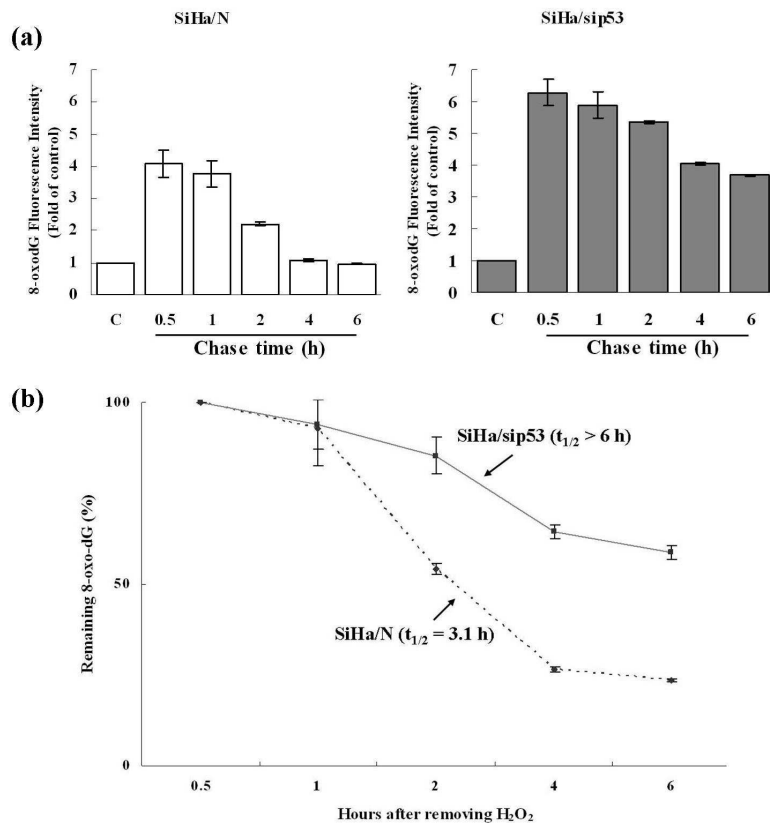 (a)
SiHa/N
8-oxodG Fluorescence Intensity
(Fold of control)
7
6
5
4
3
2
1
0
C 0.5 1 2 4 6
Chase time (h)
SiHa/sip53
8-oxodG Fluorescence Intensity
(Fold of control)
7
6
5
4
3
2
1
0
C 0.5 1 2 4 6
Chase time (h)
(b)
Remaining 8-oxo-dG (%)
100
50
0
SiHa/sip53 (t1/2 > 6 h)
SiHa/N (t1/2 = 3.1 h)
0.5 1 2 4 6
Hours after removing H2O2